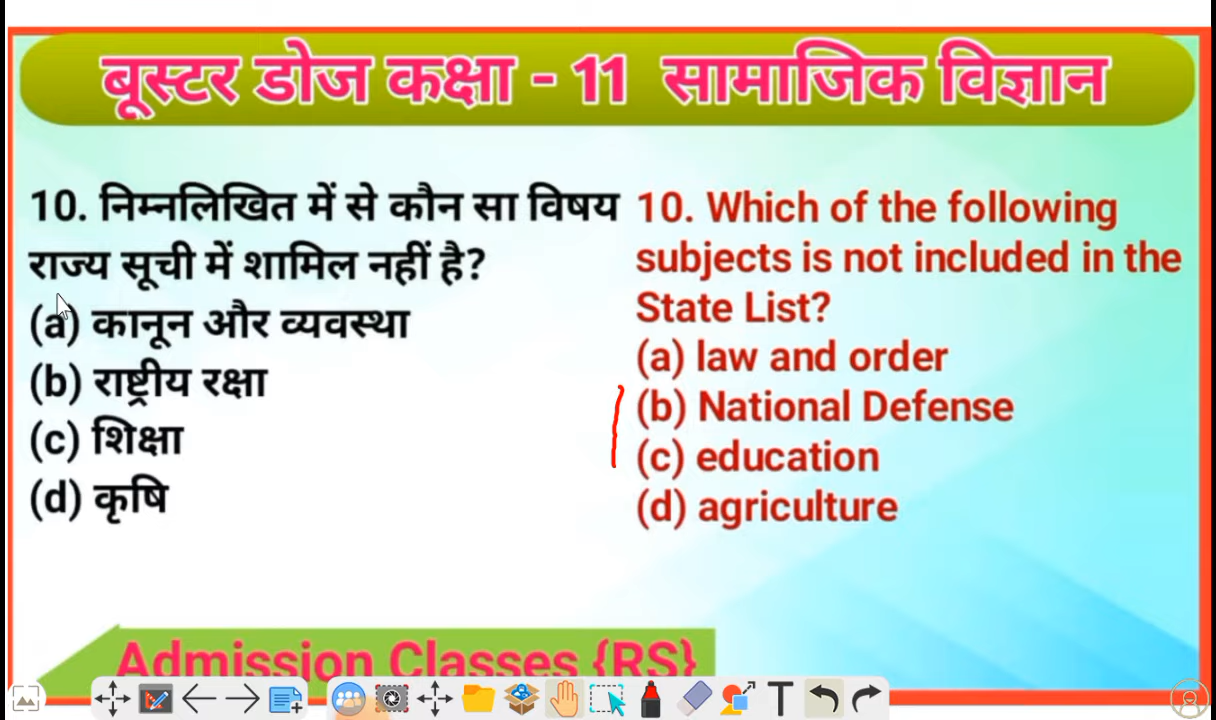 बूस्टर डोज कक्षा - 11 सामाजिक विज्ञान
10. निम्नलिखित में से कौन सा विषय
राज्य सूची में शामिल नहीं है?
(a) कानून और व्यवस्था
(b) राष्ट्रीय रक्षा
(c) शिक्षा
(d) कृषि
10. Which of the following
subjects is not included in the
State List?
(a) law and order
(b) National Defense
(c) education
(d) agriculture
Admission Classes {RS}